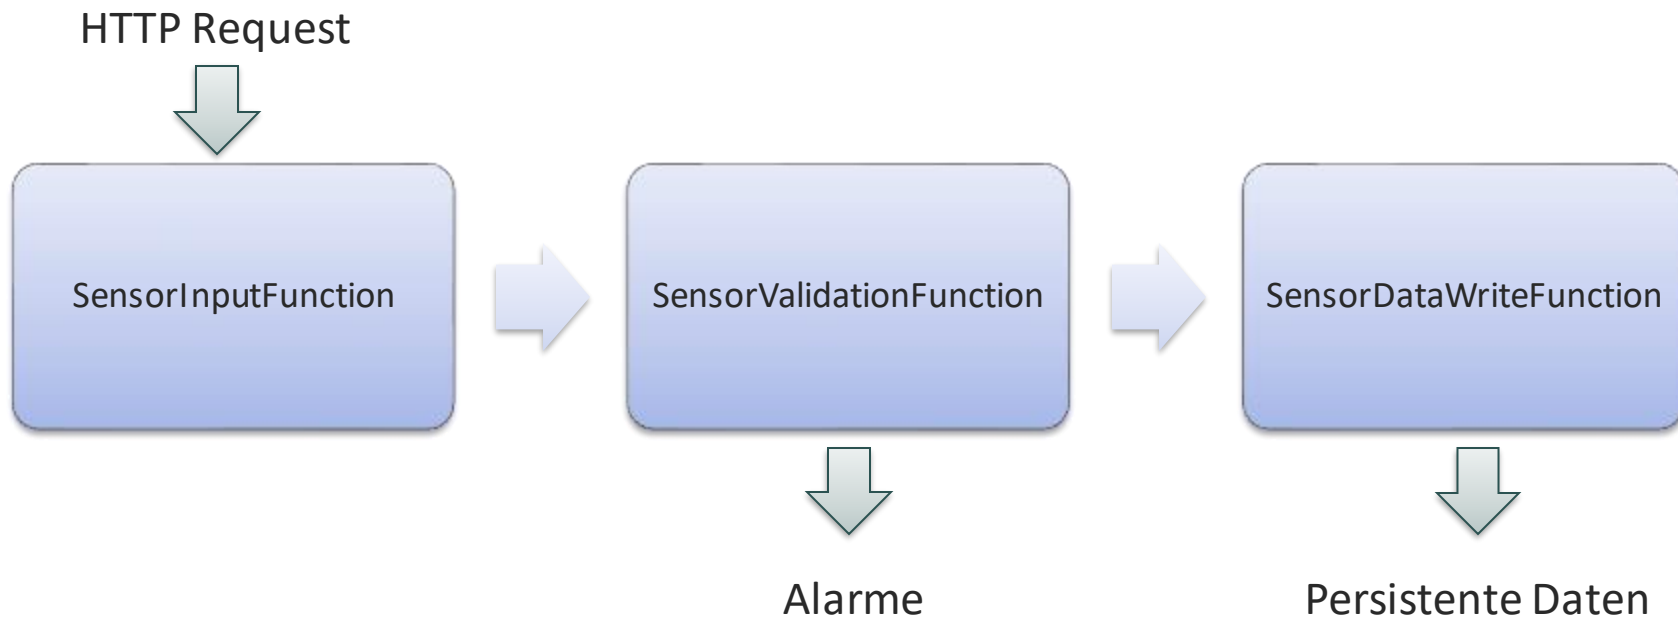 HTTP Request
SensorInputFunction
SensorValidationFunction
SensorDataWriteFunction
Alarme
Persistente Daten